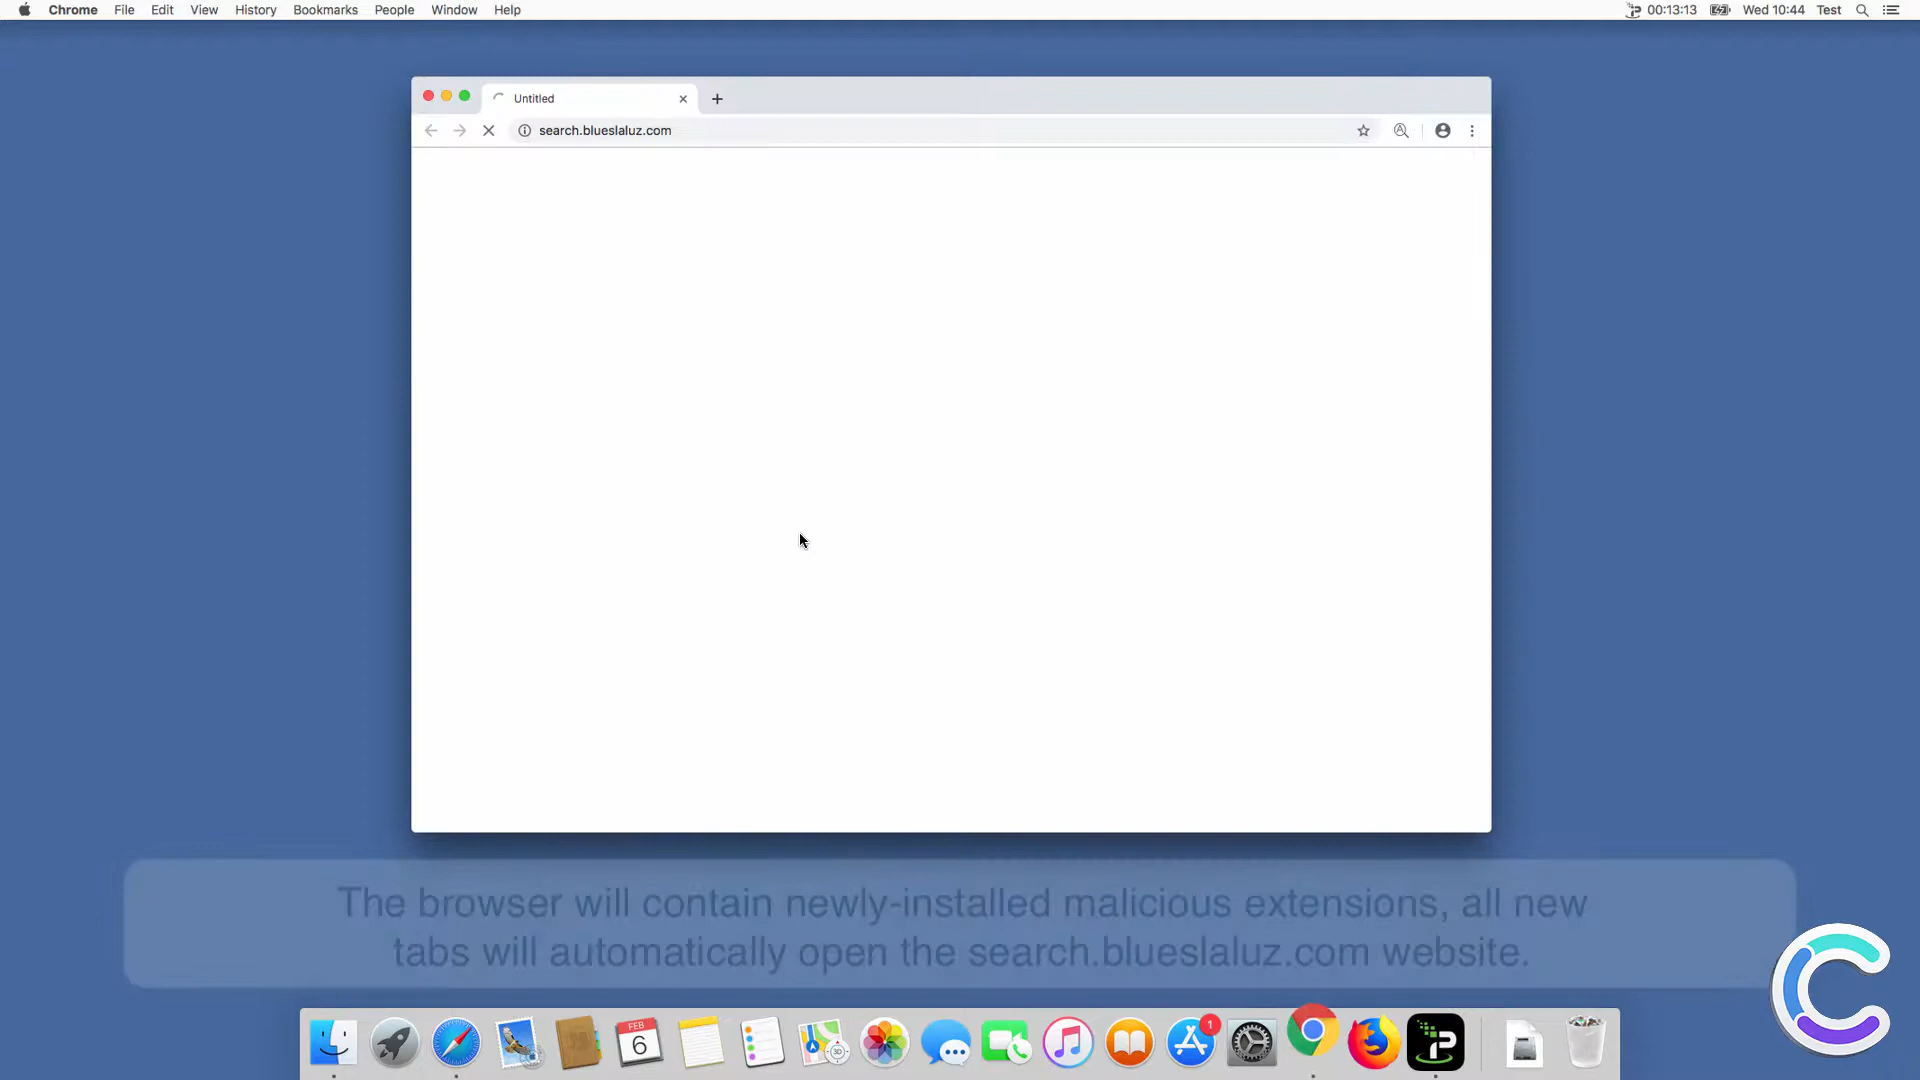 Chrome File Edit View History Bookmarks People Window Help 00:13:13 Wed 10:44 Test
Untitled
search.blueslaluz.com
The browser will contain newly-installed malicious extensions, all new
tabs will automatically open the search.blueslaluz.com website.
FEB
6
3D
1